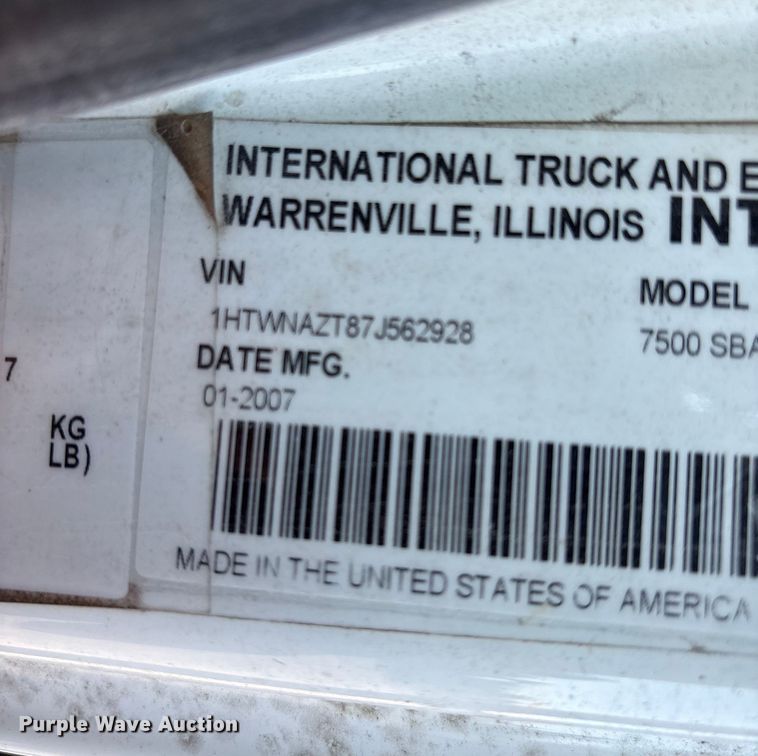 INTERNATIONAL TRUCK AND E
WARRENVILLE, ILLINOIS INT
VIN
MODEL
1HTWNAZT87J562928
7500 SBA
DATE MFG.
01-2007
7
KG
LB)
MADE IN THE UNITED STATES OF AMERICA
Purple Wave Auction